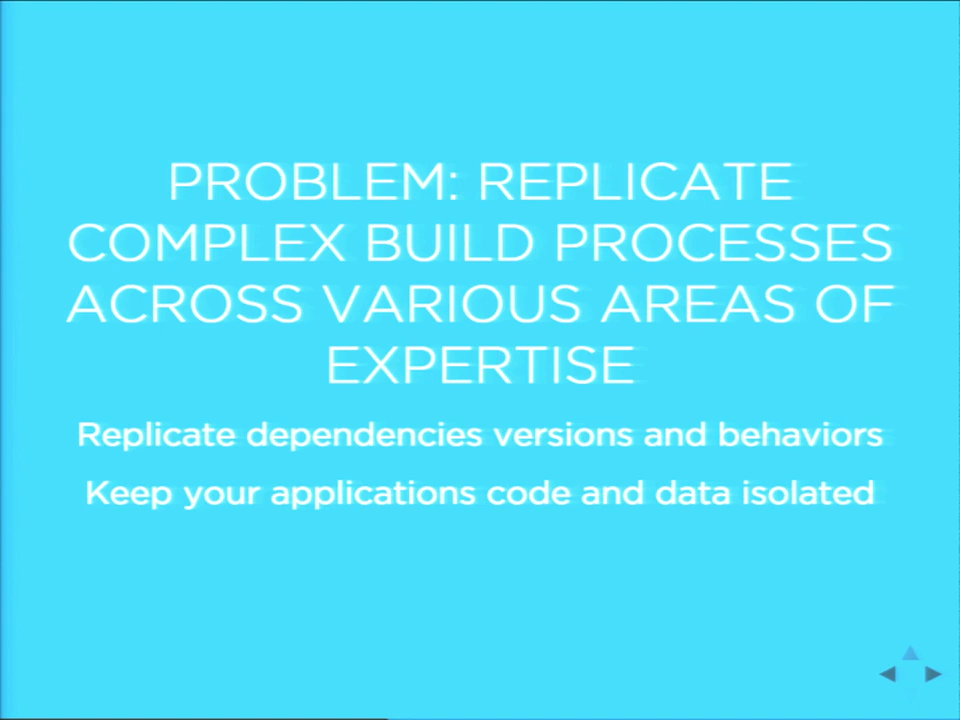 PROBLEM: REPLICATE
COMPLEX BUILD PROCESSES
ACROSS VARIOUS AREAS OF
EXPERTISE
Replicate dependencies versions and behaviors
Keep your applications code and data isolated